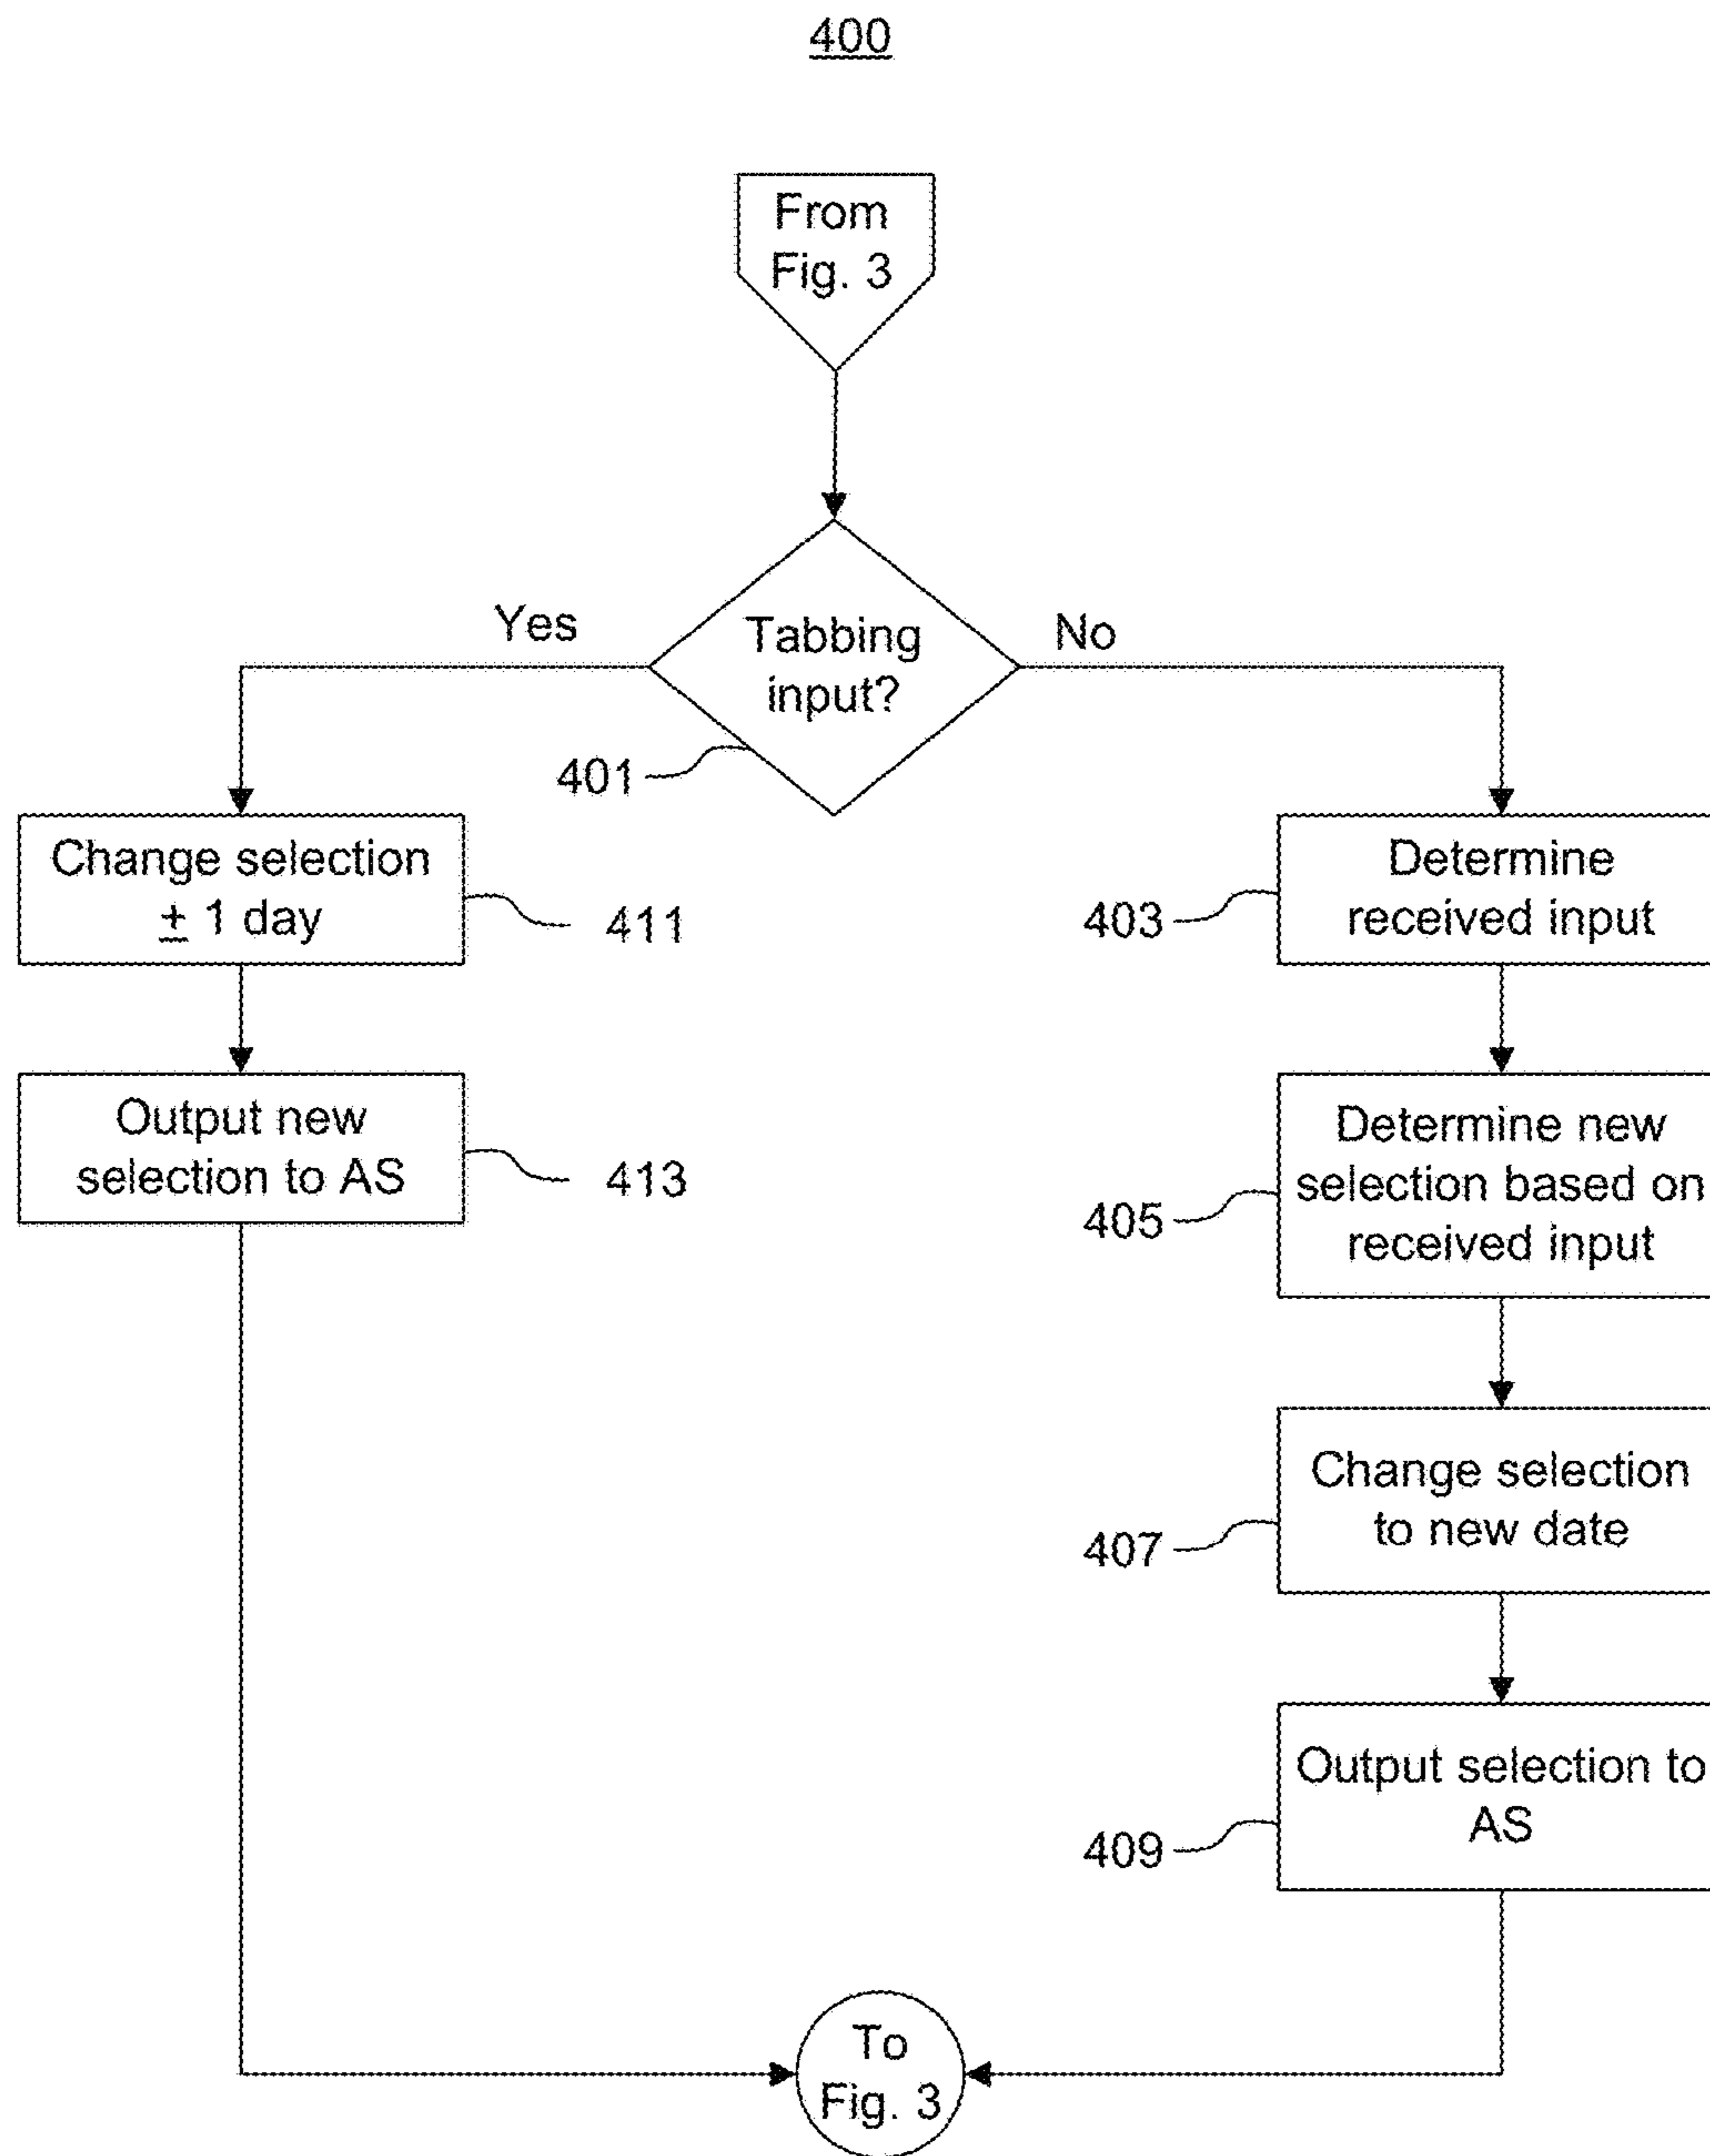 400
From
Fig. 3
Yes
Tabbing
input?
No
401
Change selection
± 1 day
411
Determine
received input
403
Output new
selection to AS
413
Determine new
selection based on
received input
405
Change selection
to new date
407
Output selection to
AS
409
To
Fig. 3